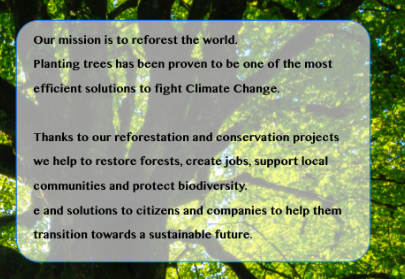 Our mission is to reforest the world.
Planting trees has been proven to be one of the most
efficient solutions to fight Climate Change.
Thanks to our reforestation and conservation projects
we help to restore forests, create jobs, support local
communities and protect biodiversity.
e and solutions to citizens and companies to help them
transition towards a sustainable future.